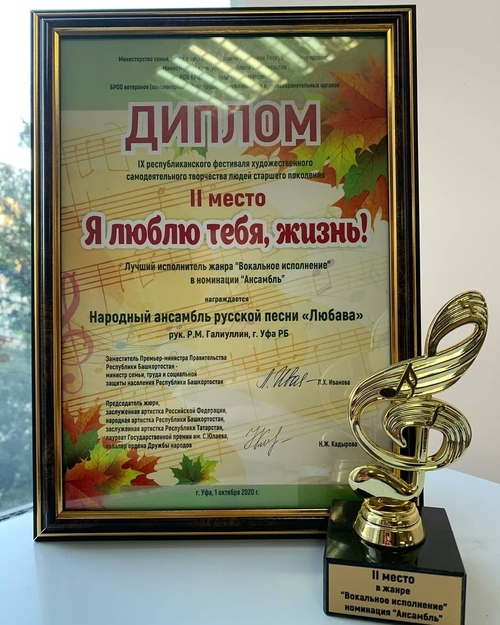 ДИПЛОМ
IX республиканского фестиваля художественного
самодеятельного творчества людей старшего поколения
II место
Я люблю тебя, жизнь!
Лучший исполнитель жанра "Вокальное исполнение"
в номинации "Ансамбль"
награждается
Народный ансамбль русской песни «Любава»
рук. Р.М. Галиуллин, г. Уфа РБ
Заместитель Премьер-министра Правительства
Республики Башкортостан -
министр семьи, труда и социальной
защиты населения Республики Башкортостан
Л.Х. Иванова
Председатель жюри,
заслуженная артистка Российской Федерации,
народная артистка Республики Башкортостан,
заслуженная артистка Республики Татарстан,
лауреат Государственной премии им. С.Юлаева,
кавалер ордена Дружбы народов
Н.Ж. Кадырова
г. Уфа, 1 октября 2020 г.
II место
в жанре
"Вокальное исполнение"
номинация "Ансамбль"